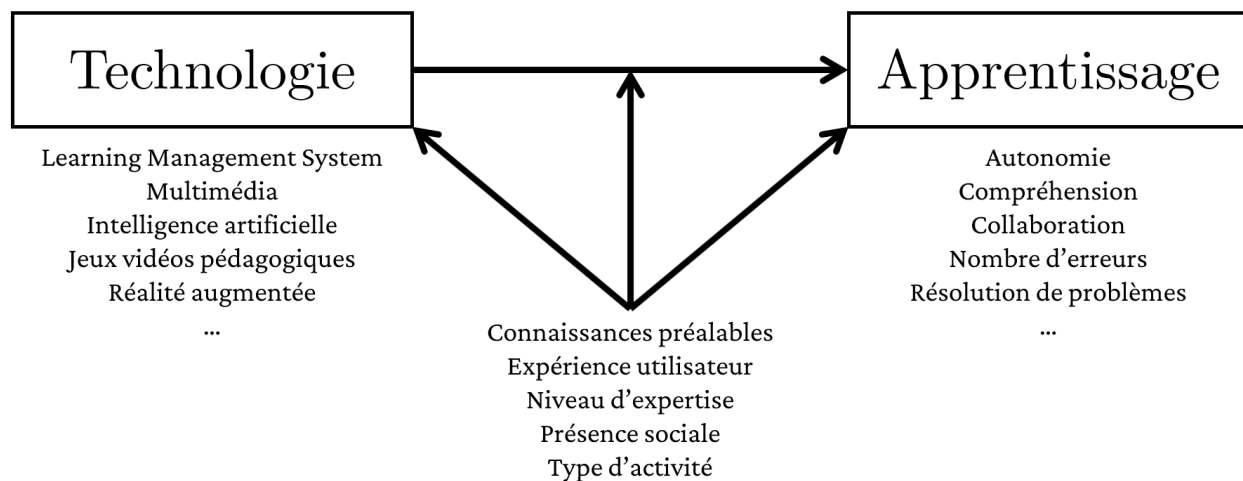 Technologie
Apprentissage
Learning Management System
Multimédia
Intelligence artificielle
Jeux vidéos pédagogiques
Réalité augmentée
...
Autonomie
Compréhension
Collaboration
Nombre d'erreurs
Résolution de problèmes
...
Connaissances préalables
Expérience utilisateur
Niveau d'expertise
Présence sociale
Type d'activité